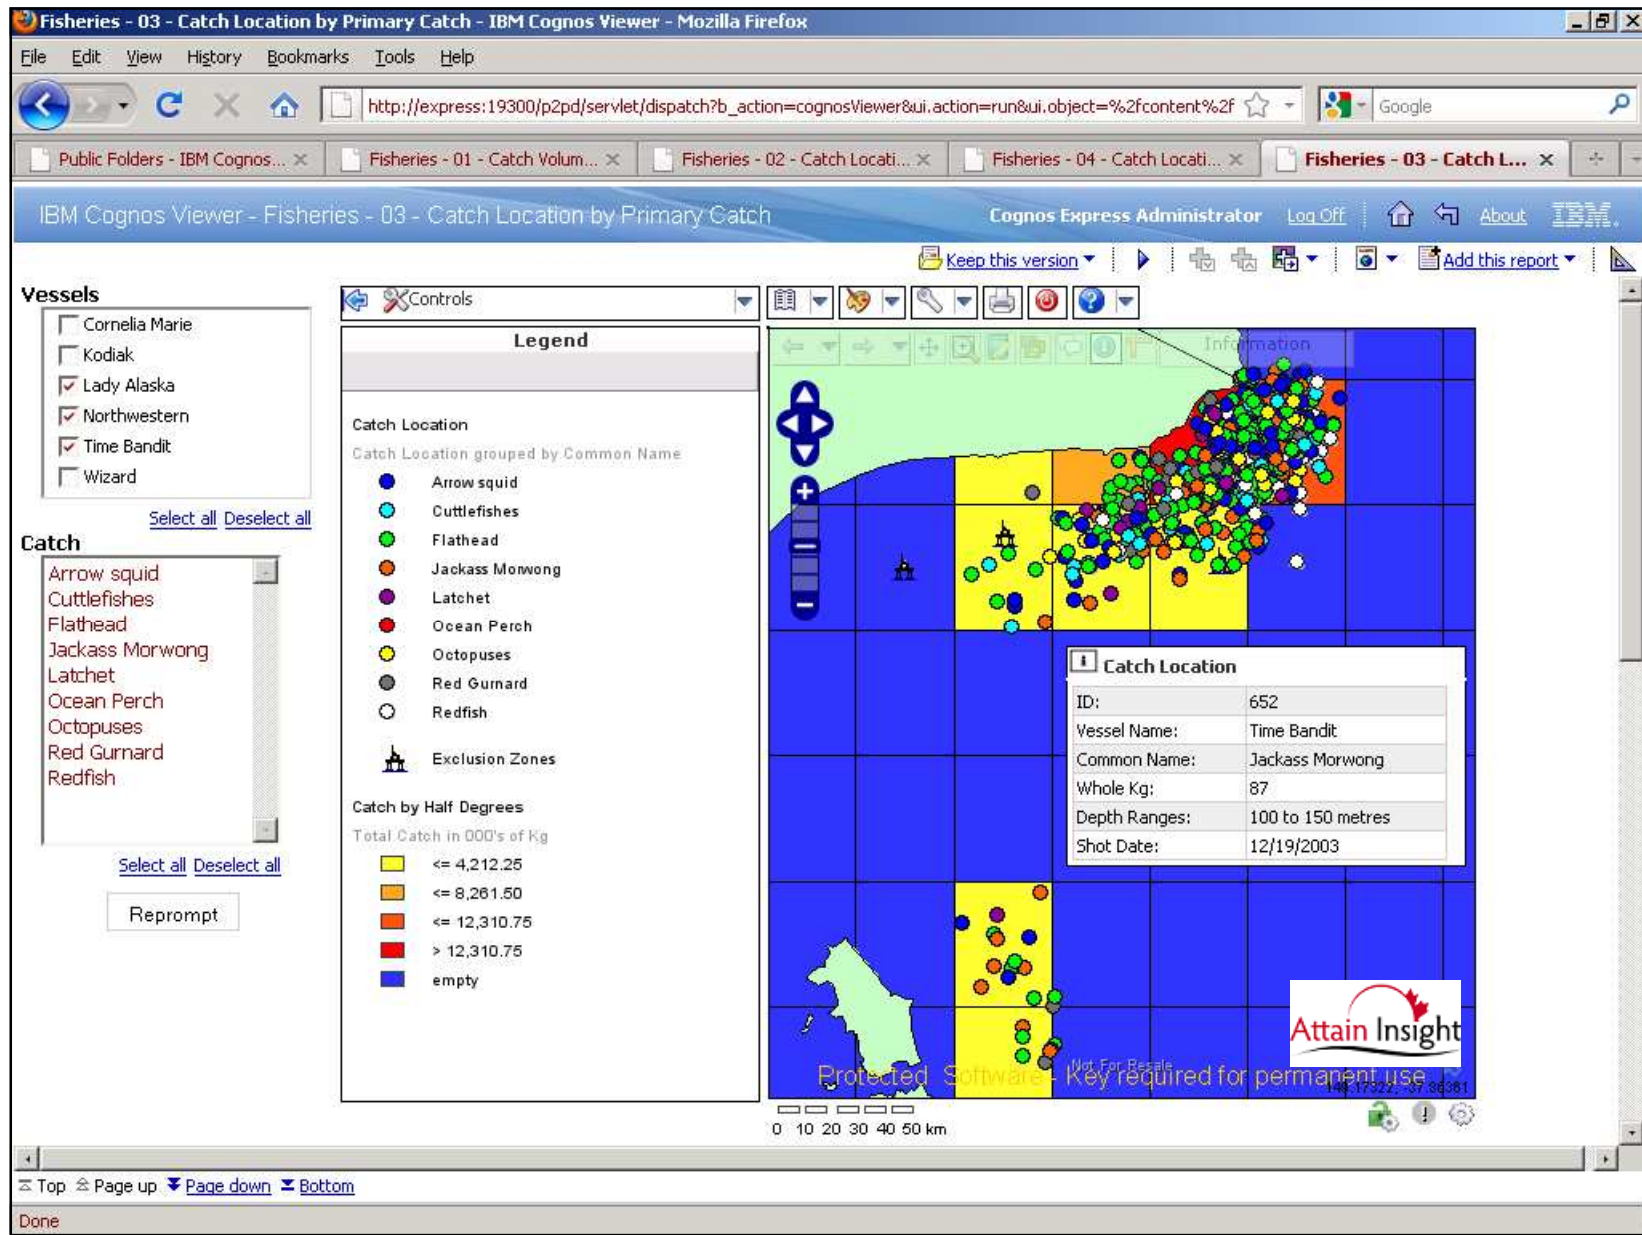 Fisheries - 03 - Catch Location by Primary Catch - IBM Cognos Viewer - Mozilla Firefox
File Edit View History Bookmarks Tools Help
http://express:19300/p2pd/servlet/dispatch?b_action=cognosViewer&ui.action=run&ui.object=%2fcontent%2f
Google
Public Folders - IBM Cognos...
Fisheries - 01 - Catch Volum...
Fisheries - 02 - Catch Locati...
Fisheries - 04 - Catch Locati...
Fisheries - 03 - Catch L...
IBM Cognos Viewer - Fisheries - 03 - Catch Location by Primary Catch
Cognos Express Administrator Log Off About IBM.
Keep this version Add this report
Vessels
Cornelia Marie
Kodiak
Lady Alaska
Northwestern
Time Bandit
Wizard
Select all Deselect all
Catch
Arrow squid
Cuttlefishes
Flathead
Jackass Morwong
Latchet
Ocean Perch
Octopuses
Red Gurnard
Redfish
Select all Deselect all
Reprompt
Controls
Legend
Catch Location
Catch Location grouped by Common Name
Arrow squid
Cuttlefishes
Flathead
Jackass Morwong
Latchet
Ocean Perch
Octopuses
Red Gurnard
Redfish
Exclusion Zones
Catch by Half Degrees
Total Catch in 000's of Kg
<= 4,212.25
<= 8,261.50
<= 12,310.75
> 12,310.75
empty
Information
Catch Location
ID: 652
Vessel Name: Time Bandit
Common Name: Jackass Morwong
Whole Kg: 87
Depth Ranges: 100 to 150 metres
Shot Date: 12/19/2003
Attain Insight
Not For Resale
Protected Software - Key required for permanent use
0 10 20 30 40 50 km
Top Page up Page down Bottom
Done